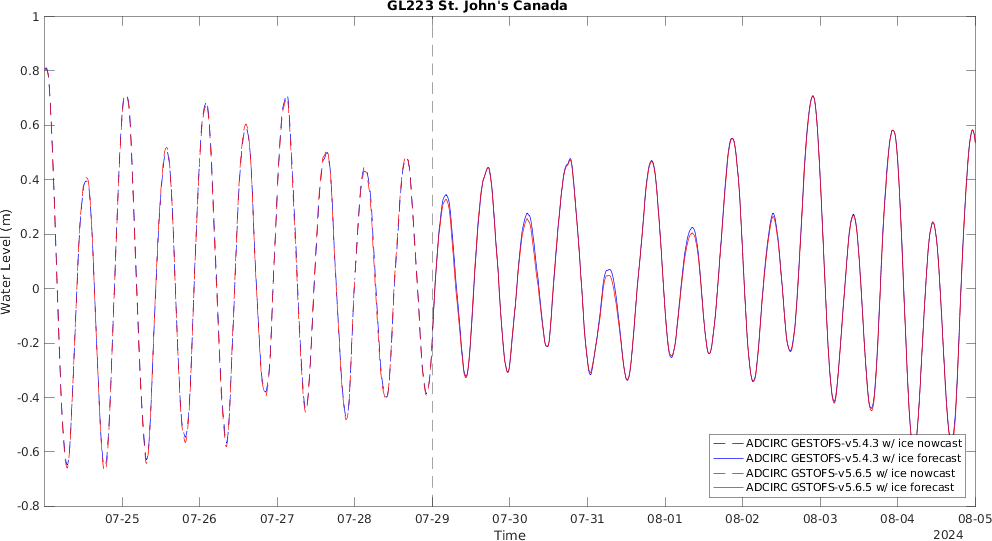 GL223 St. John's Canada
Water Level (m)
1
0.8
0.6
0.4
0.2
0
-0.2
-0.4
-0.6
-0.8
ADCIRC GESTOFS-v5.4.3 w/ ice nowcast
ADCIRC GESTOFS-v5.4.3 w/ ice forecast
ADCIRC GSTOFS-v5.6.5 w/ ice nowcast
ADCIRC GSTOFS-v5.6.5 w/ ice forecast
07-25 07-26 07-27 07-28 07-29 07-30 07-31 08-01 08-02 08-03 08-04 08-05
Time
2024